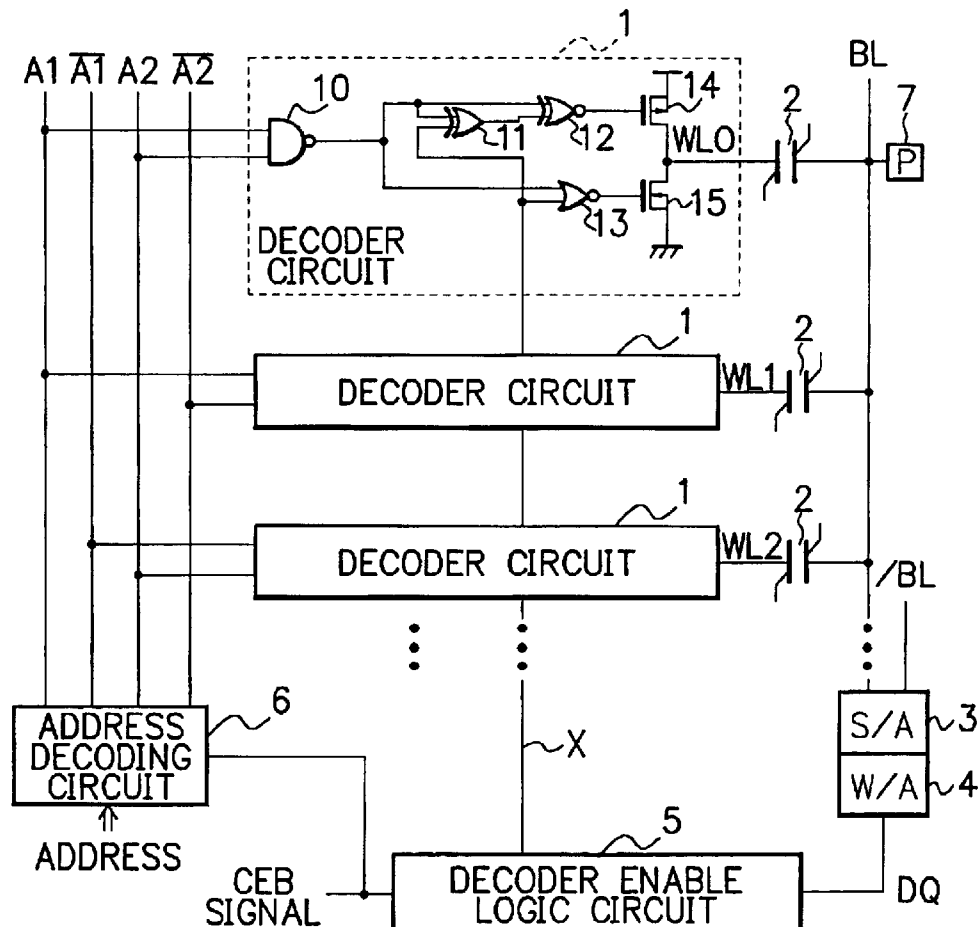 1
A1 A1 A2 A2
BL
10
14
2
7
11
12
WL0
P
13
15
DECODER
CIRCUIT
1
2
DECODER CIRCUIT
WL1
1
2
DECODER CIRCUIT
WL2
/BL
6
ADDRESS
DECODING
CIRCUIT
S/A
3
X
W/A
4
ADDRESS
5
CEB
SIGNAL
DECODER ENABLE
LOGIC CIRCUIT
DQ